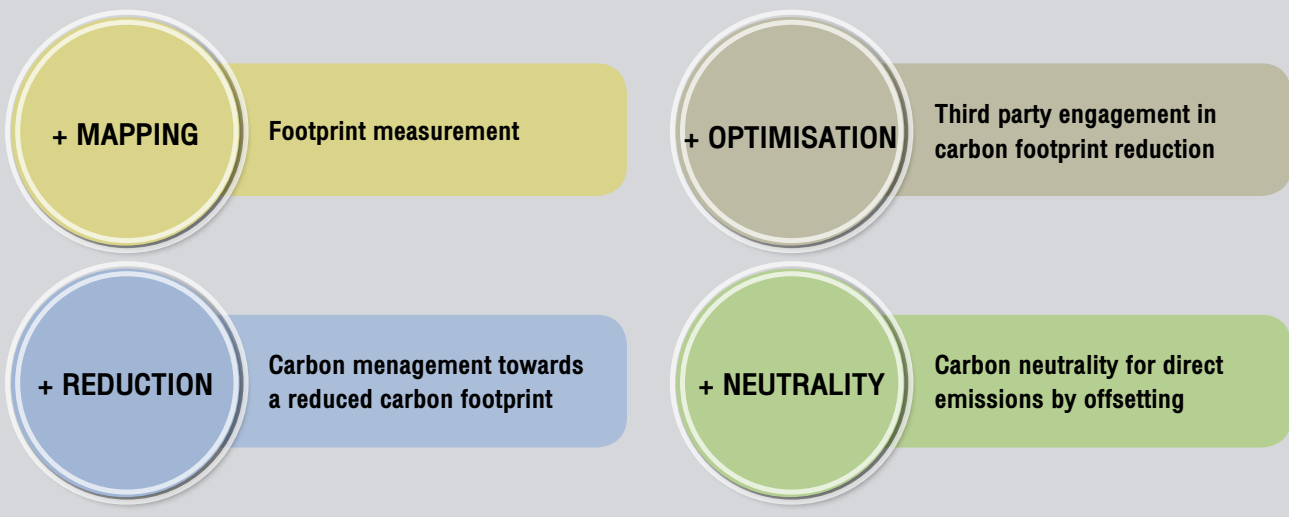 + MAPPING
Footprint measurement
+ OPTIMISATION
Third party engagement in
carbon footprint reduction
+ REDUCTION
Carbon menagement towards
a reduced carbon footprint
+ NEUTRALITY
Carbon neutrality for direct
emissions by offsetting